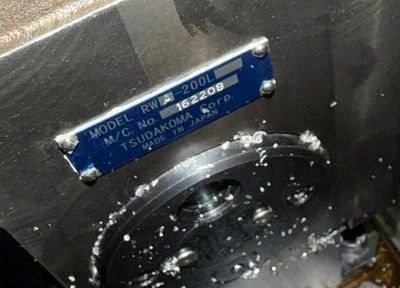 MODEL RWA-200L
M/C. No. 162208
TSUDAKOMA Corp.
MADE IN JAPAN